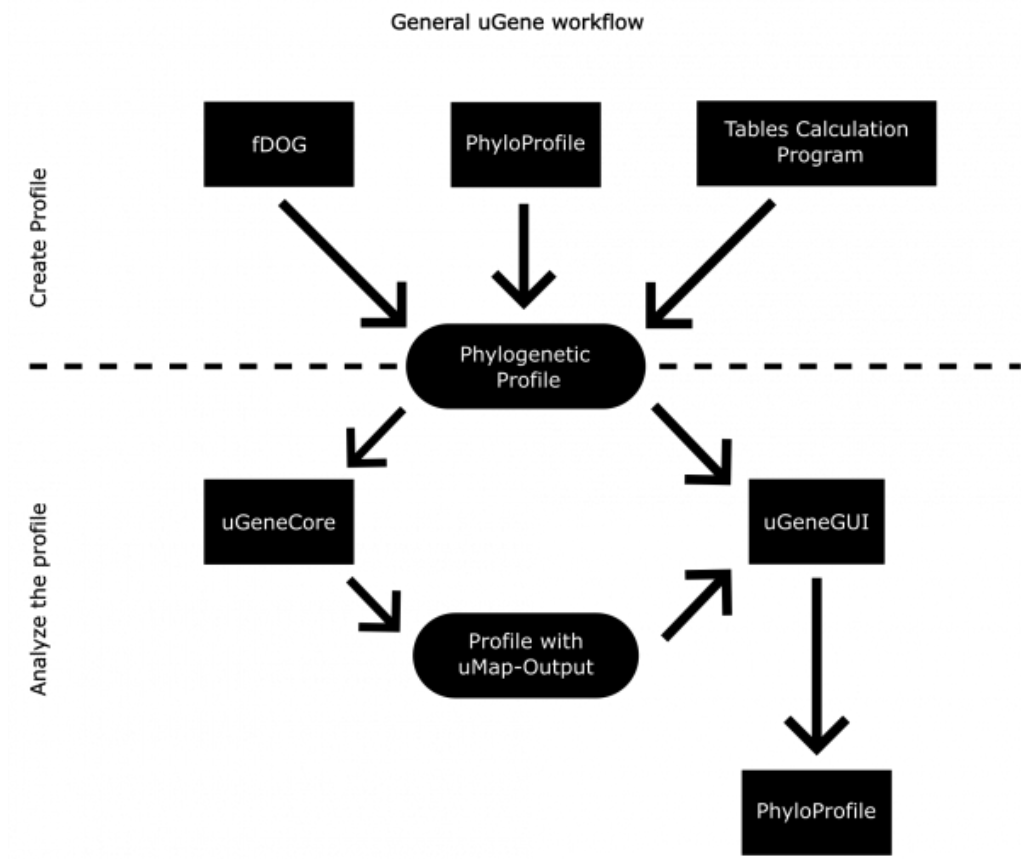 General uGene workflow
fDOG
PhyloProfile
Tables Calculation
Program
Create Profile
Phylogenetic
Profile
uGeneCore
uGeneGUI
Analyze the profile
Profile with
uMap-Output
PhyloProfile